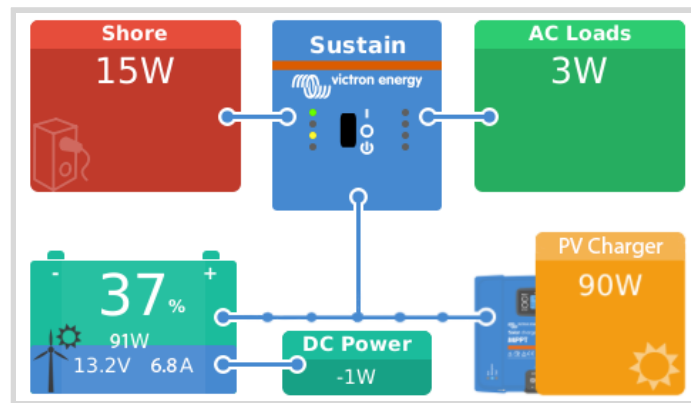 Shore
15W
Sustain
victron energy
I
AC Loads
3W
- +
37%
91W
13.2V 6.8A
DC Power
-1W
PV Charger
90W
MPPT